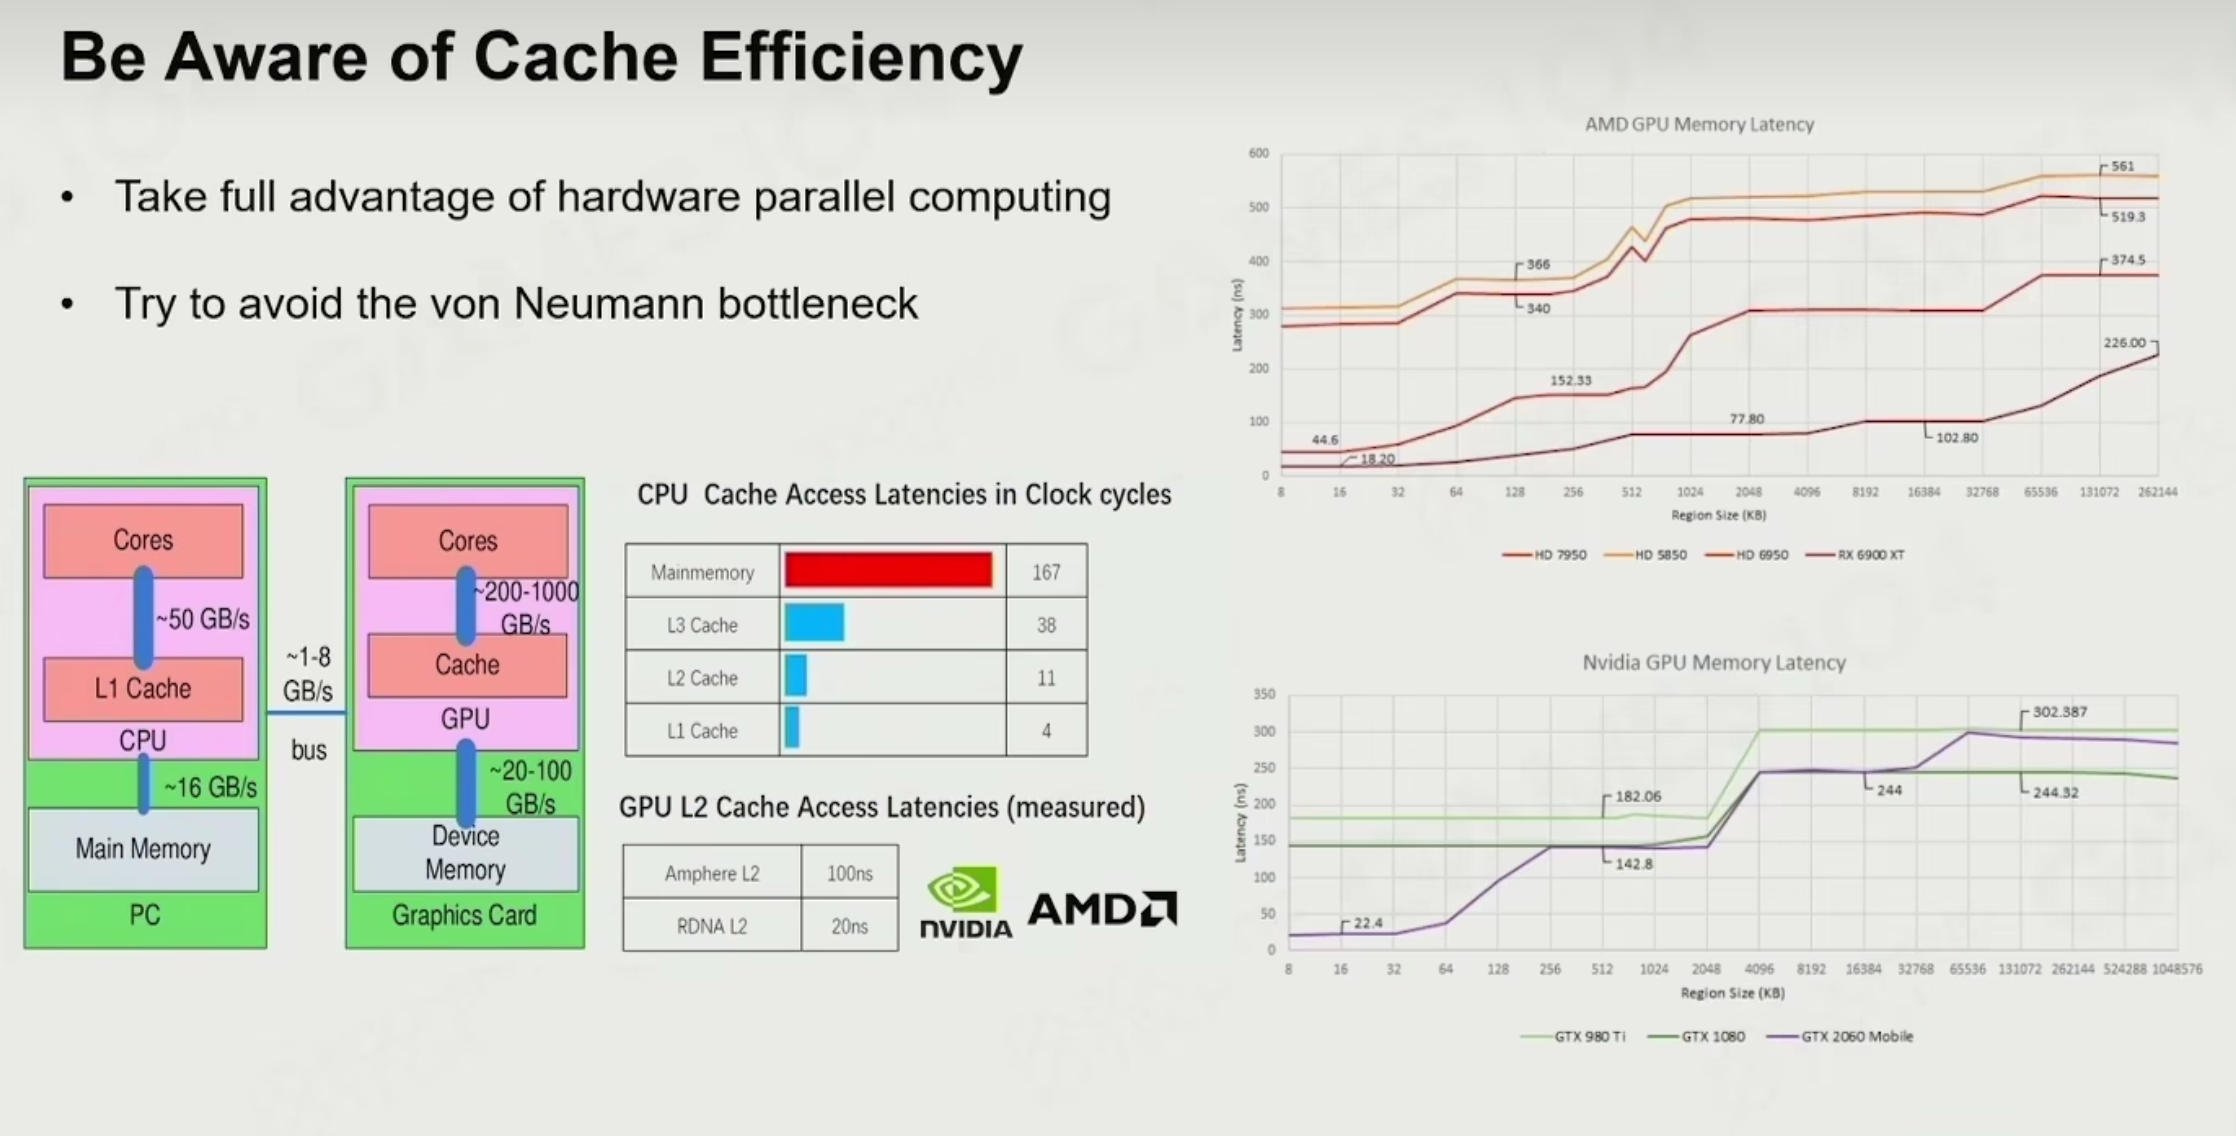 Be Aware of Cache Efficiency
• Take full advantage of hardware parallel computing
• Try to avoid the von Neumann bottleneck
Cores
~50 GB/s
L1 Cache
CPU
~16 GB/s
Main Memory
PC
~1-8
GB/s
bus
Cores
~200-1000
GB/s
Cache
GPU
~20-100
GB/s
Device
Memory
Graphics Card
CPU Cache Access Latencies in Clock cycles
Mainmemory 167
L3 Cache 38
L2 Cache 11
L1 Cache 4
GPU L2 Cache Access Latencies (measured)
Amphere L2 100ns
RDNA L2 20ns
NVIDIA
AMD
AMD GPU Memory Latency
Latency (ns)
600
500
400
300
200
100
0
561
519.3
374.5
366
340
226.00
152.33
77.80
102.80
44.6
18.20
8 16 32 64 128 256 512 1024 2048 4096 8192 16384 32768 65536 131072 262144
Region Size (KB)
HD 7950 HD 5850 HD 6950 RX 6900 XT
Nvidia GPU Memory Latency
Latency (ns)
350
300
250
200
150
100
50
0
302.387
182.06
244
244.32
142.8
22.4
8 16 32 64 128 256 512 1024 2048 4096 8192 16384 32768 65536 131072 262144 524288 1048576
Region Size (KB)
GTX 980 Ti GTX 1080 GTX 2060 Mobile